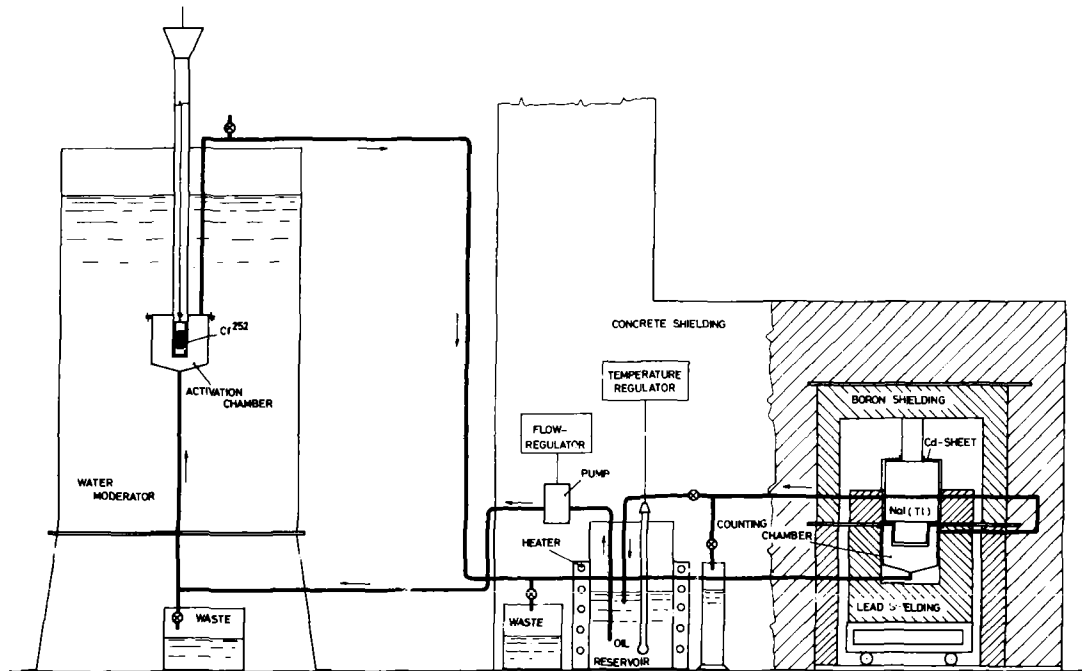 Cf252
ACTIVATION
CHAMBER
WATER
MODERATOR
WASTE
CONCRETE SHIELDING
TEMPERATURE
REGULATOR
FLOW-
REGULATOR
PUMP
HEATER
WASTE
OIL
RESERVOIR
BORON SHIELDING
Cd-SHEET
NaI (Tl)
COUNTING
CHAMBER
LEAD SHIELDING